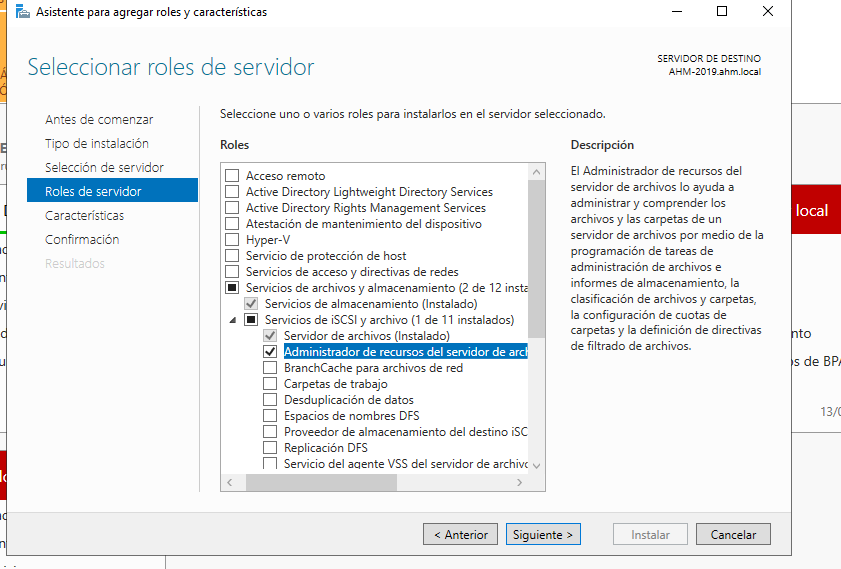 Asistente para agregar roles y características
Seleccionar roles de servidor
SERVIDOR DE DESTINO
AHM-2019.ahm.local
Antes de comenzar
Tipo de instalación
Selección de servidor
Roles de servidor
Características
Confirmación
Resultados
Seleccione uno o varios roles para instalarlos en el servidor seleccionado.
Roles
Acceso remoto
Active Directory Lightweight Directory Services
Active Directory Rights Management Services
Atestación de mantenimiento del dispositivo
Hyper-V
Servicio de protección de host
Servicios de acceso y directivas de redes
Servicios de archivos y almacenamiento (2 de 12 insta
Servicios de almacenamiento (Instalado)
Servicios de iSCSI y archivo (1 de 11 instalados)
Servidor de archivos (Instalado)
Administrador de recursos del servidor de arch
BranchCache para archivos de red
Carpetas de trabajo
Desduplicación de datos
Espacios de nombres DFS
Proveedor de almacenamiento del destino iSC
Replicación DFS
Servicio del agente VSS del servidor de archivo
Descripción
El Administrador de recursos del
servidor de archivos lo ayuda a
administrar y comprender los
archivos y las carpetas de un
servidor de archivos por medio de la
programación de tareas de
administración de archivos e
informes de almacenamiento, la
clasificación de archivos y carpetas,
la configuración de cuotas de
carpetas y la definición de directivas
de filtrado de archivos.
< Anterior
Siguiente >
Instalar
Cancelar
local
nto
os de BPA
13/0